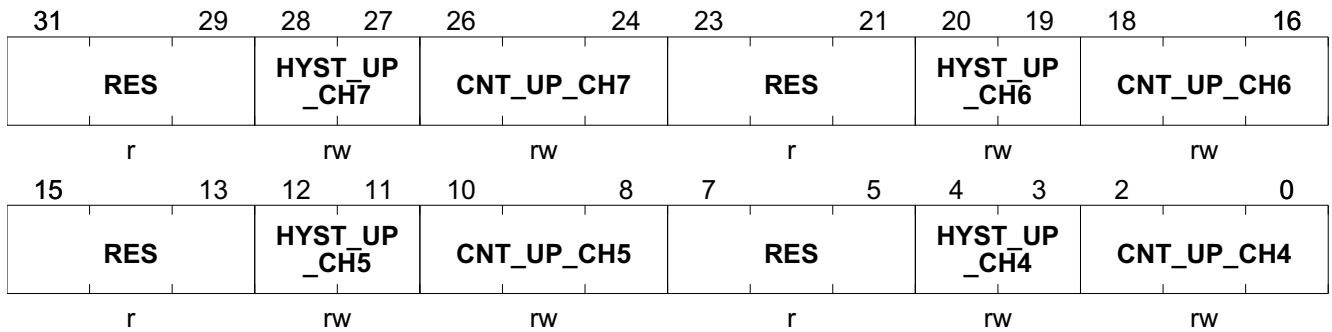 31 29 28 27 26 24 23 21 20 19 18 16
RES HYST_UP_CH7 CNT_UP_CH7 RES HYST_UP_CH6 CNT_UP_CH6
r rw rw r rw rw
15 13 12 11 10 8 7 5 4 3 2 0
RES HYST_UP_CH5 CNT_UP_CH5 RES HYST_UP_CH4 CNT_UP_CH4
r rw rw r rw rw